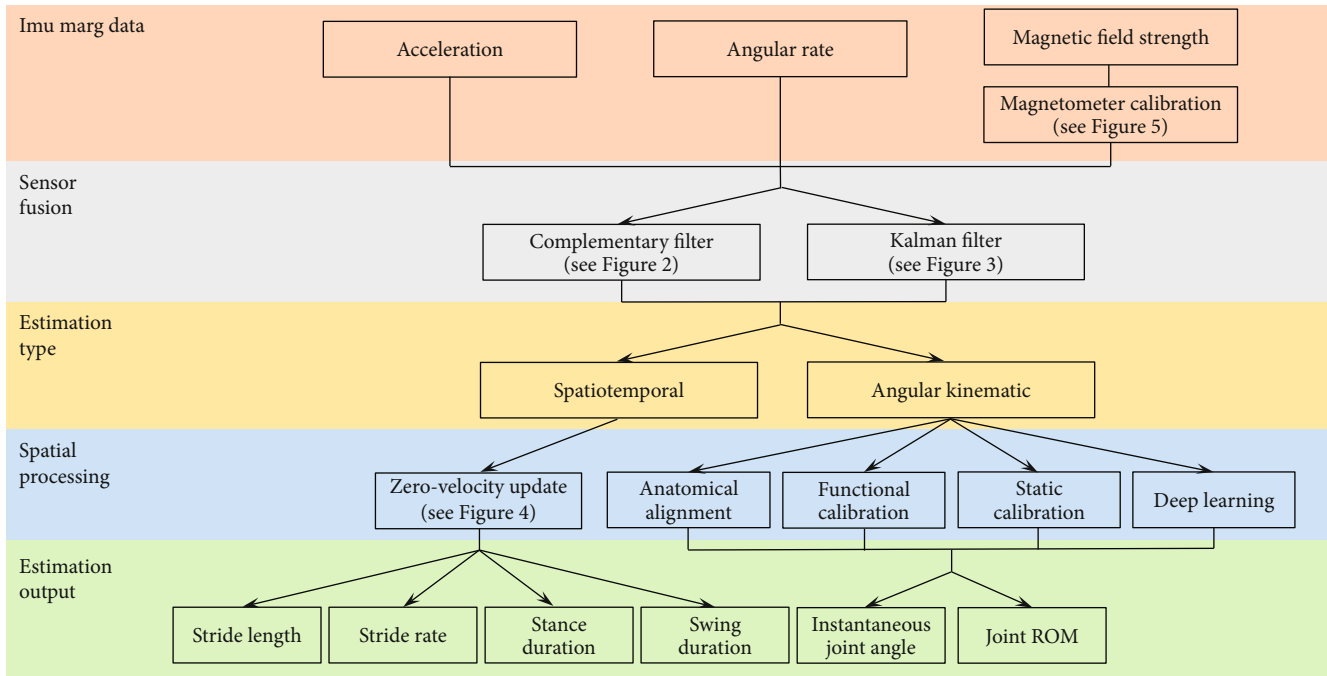 Imu marg data
Acceleration
Angular rate
Magnetic field strength
Magnetometer calibration
(see Figure 5)
Sensor
fusion
Complementary filter
(see Figure 2)
Kalman filter
(see Figure 3)
Estimation
type
Spatiotemporal
Angular kinematic
Spatial
processing
Zero-velocity update
(see Figure 4)
Anatomical
alignment
Functional
calibration
Static
calibration
Deep learning
Estimation
output
Stride length
Stride rate
Stance
duration
Swing
duration
Instantaneous
joint angle
Joint ROM